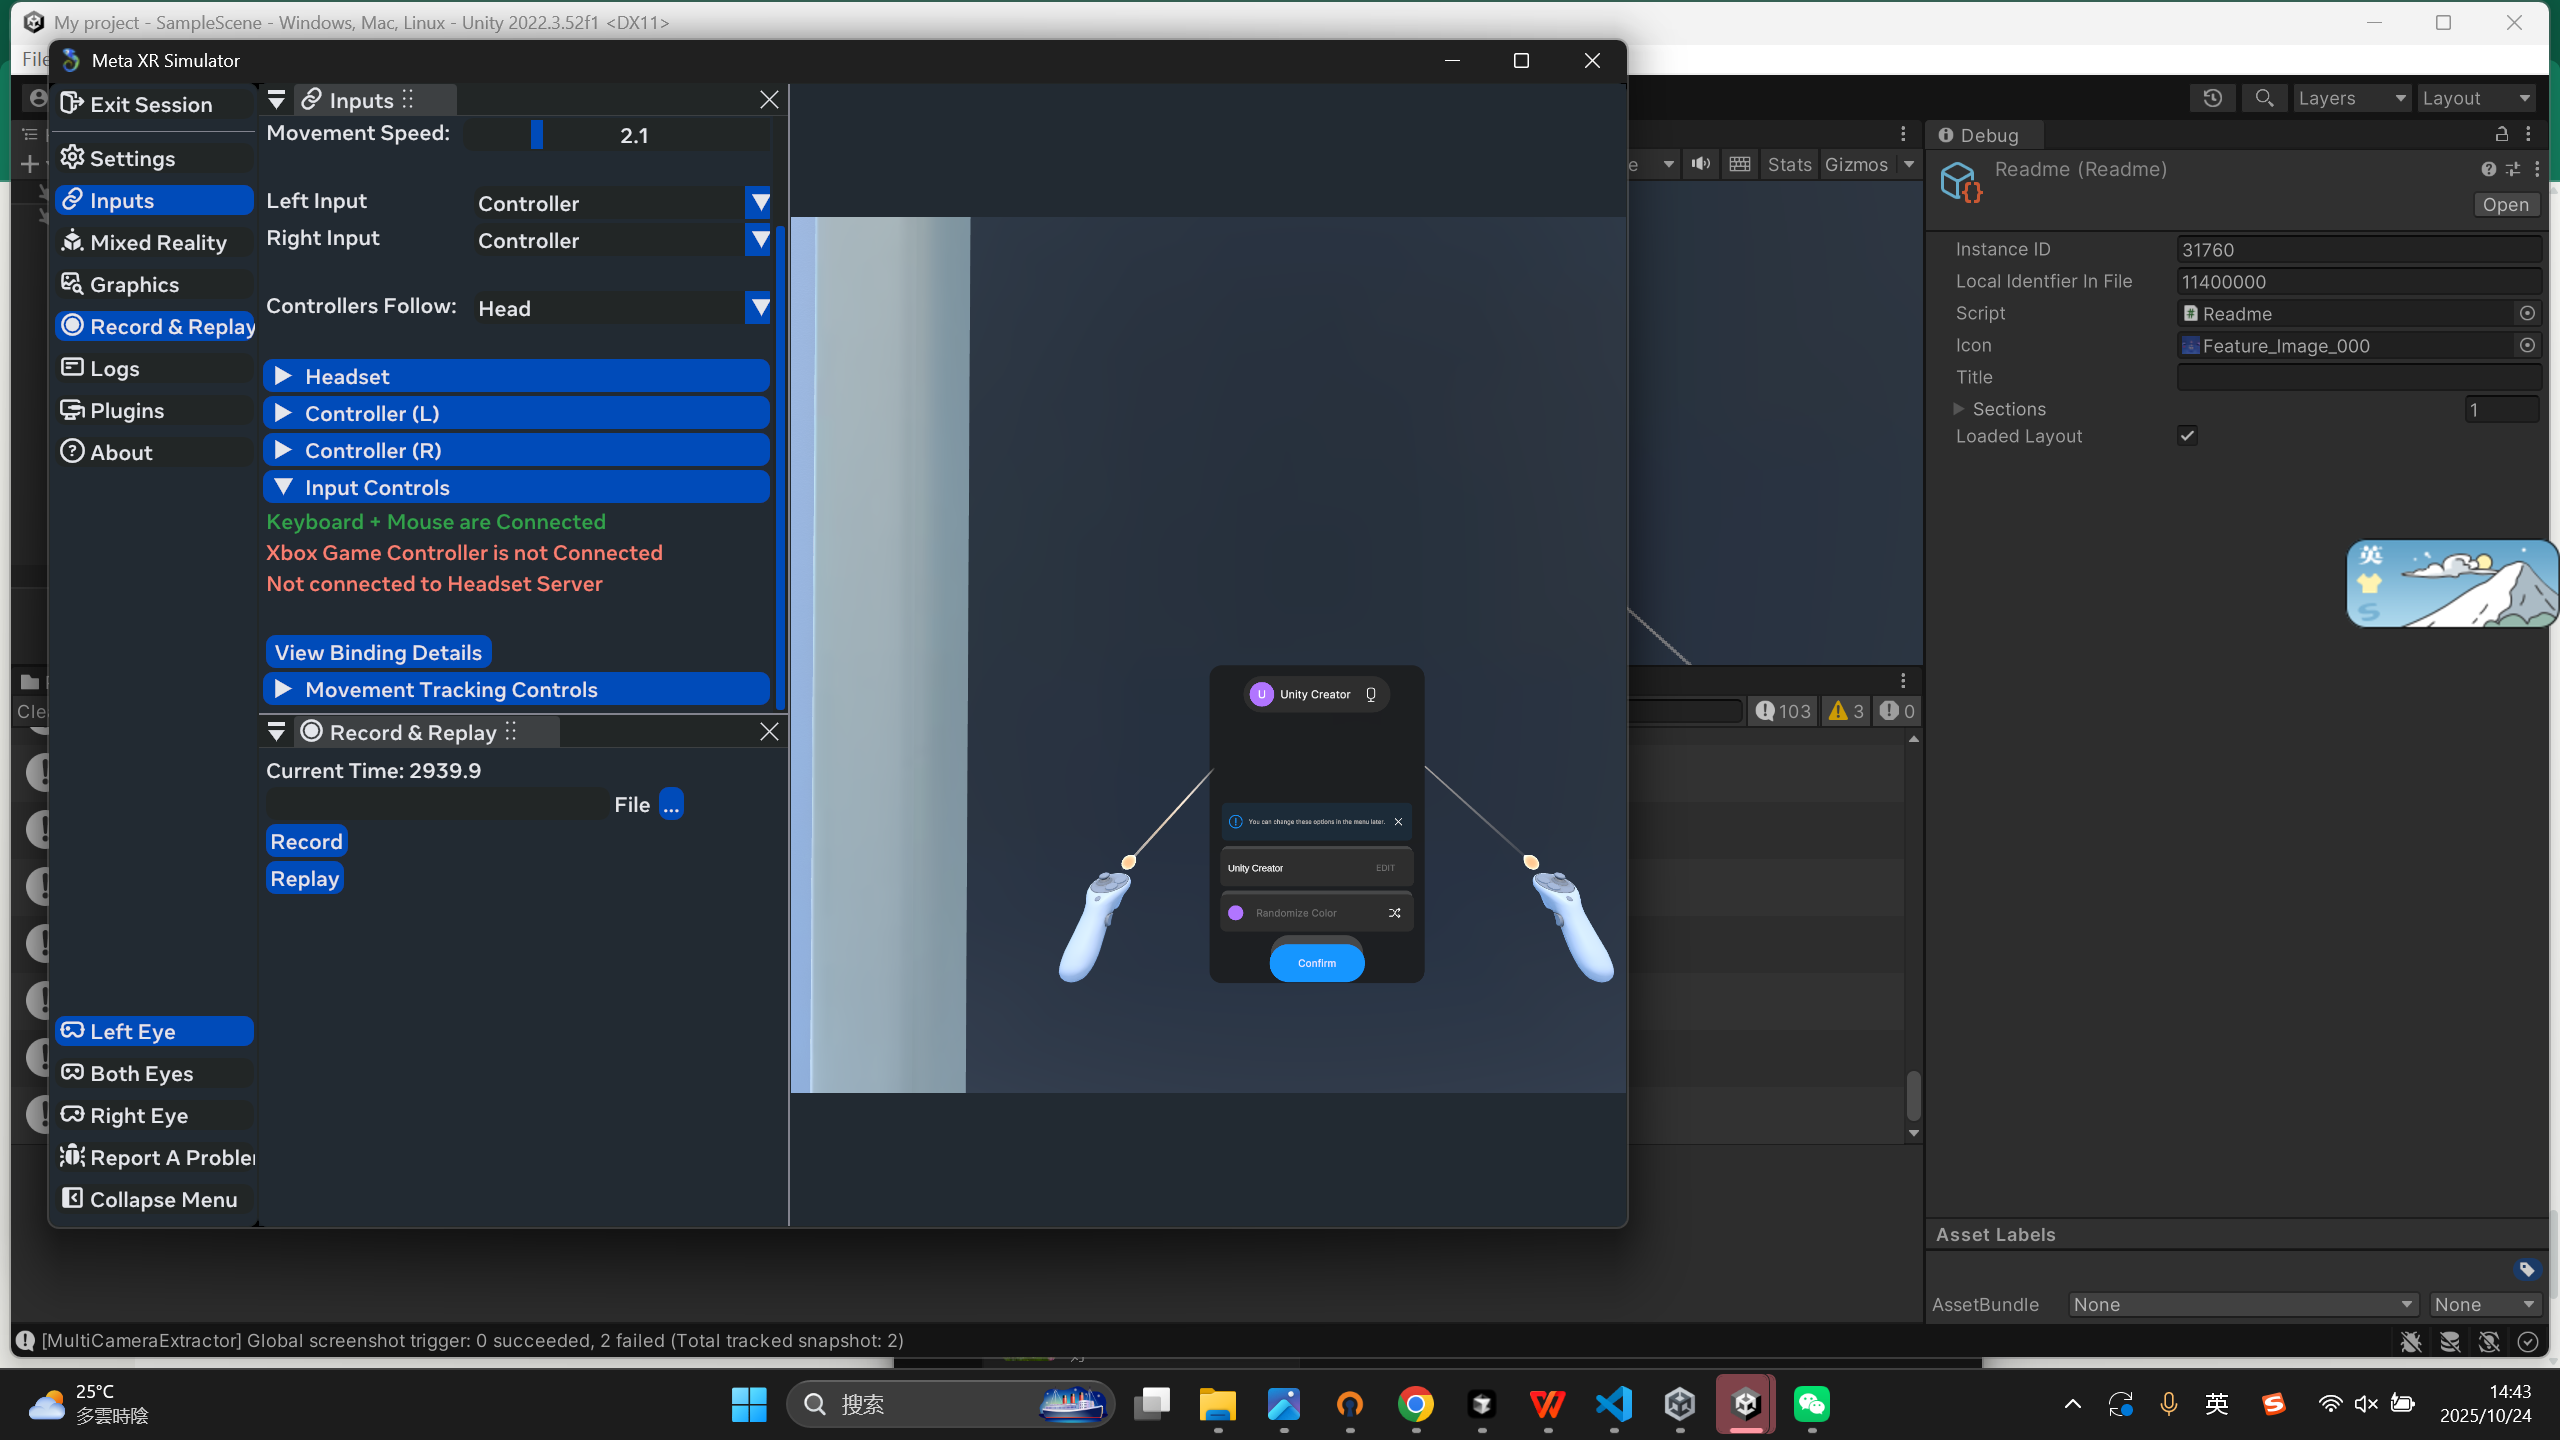 My project - SampleScene - Windows, Mac, Linux - Unity 2022.3.52f1 <DX11>
File
Meta XR Simulator
Exit Session
Settings
Inputs
Mixed Reality
Graphics
Record & Replay
Logs
Plugins
About
Left Eye
Both Eyes
Right Eye
Report A Problem
Collapse Menu
Inputs
Movement Speed: 2.1
Left Input Controller
Right Input Controller
Controllers Follow: Head
Headset
Controller (L)
Controller (R)
Input Controls
Keyboard + Mouse are Connected
Xbox Game Controller is not Connected
Not connected to Headset Server
View Binding Details
Movement Tracking Controls
Record & Replay
Current Time: 2939.9
File ...
Record
Replay
U Unity Creator
You can change these options in the menu later.
Unity Creator EDIT
Randomize Color
Confirm
Layers
Layout
Stats
Gizmos
103
3
0
Debug
Readme (Readme)
Open
Instance ID 31760
Local Identfier In File 11400000
Script Readme
Icon Feature_Image_000
Title
Sections 1
Loaded Layout
英
Asset Labels
AssetBundle None None
[MultiCameraExtractor] Global screenshot trigger: 0 succeeded, 2 failed (Total tracked snapshot: 2)
25°C
多雲時陰
搜索
英
14:43
2025/10/24